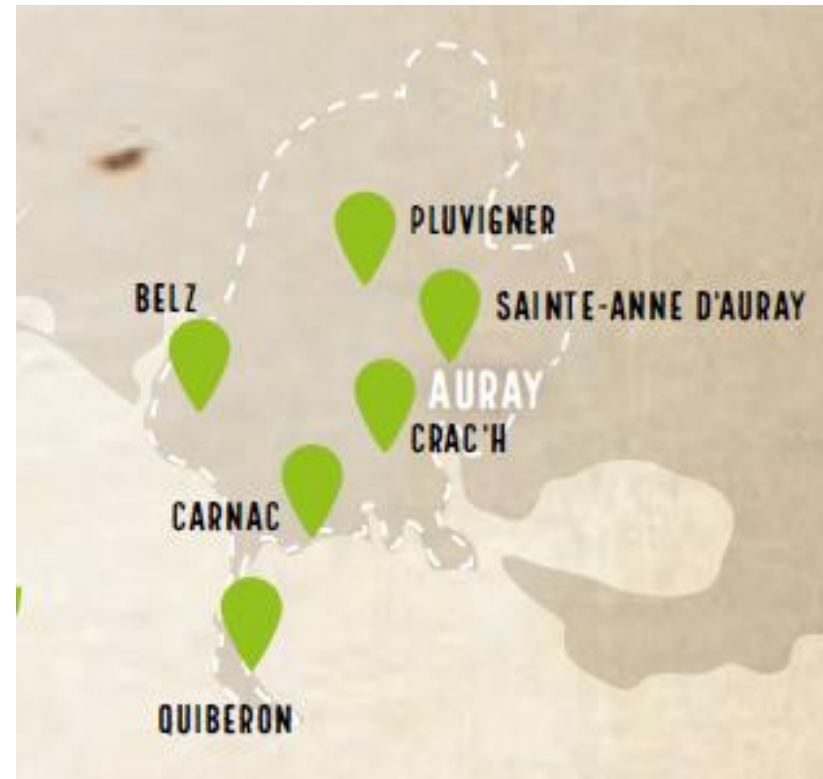 PLUVIGNER
BELZ
SAINTE-ANNE D'AURAY
AURAY
CRAC'H
CARNAC
QUIBERON